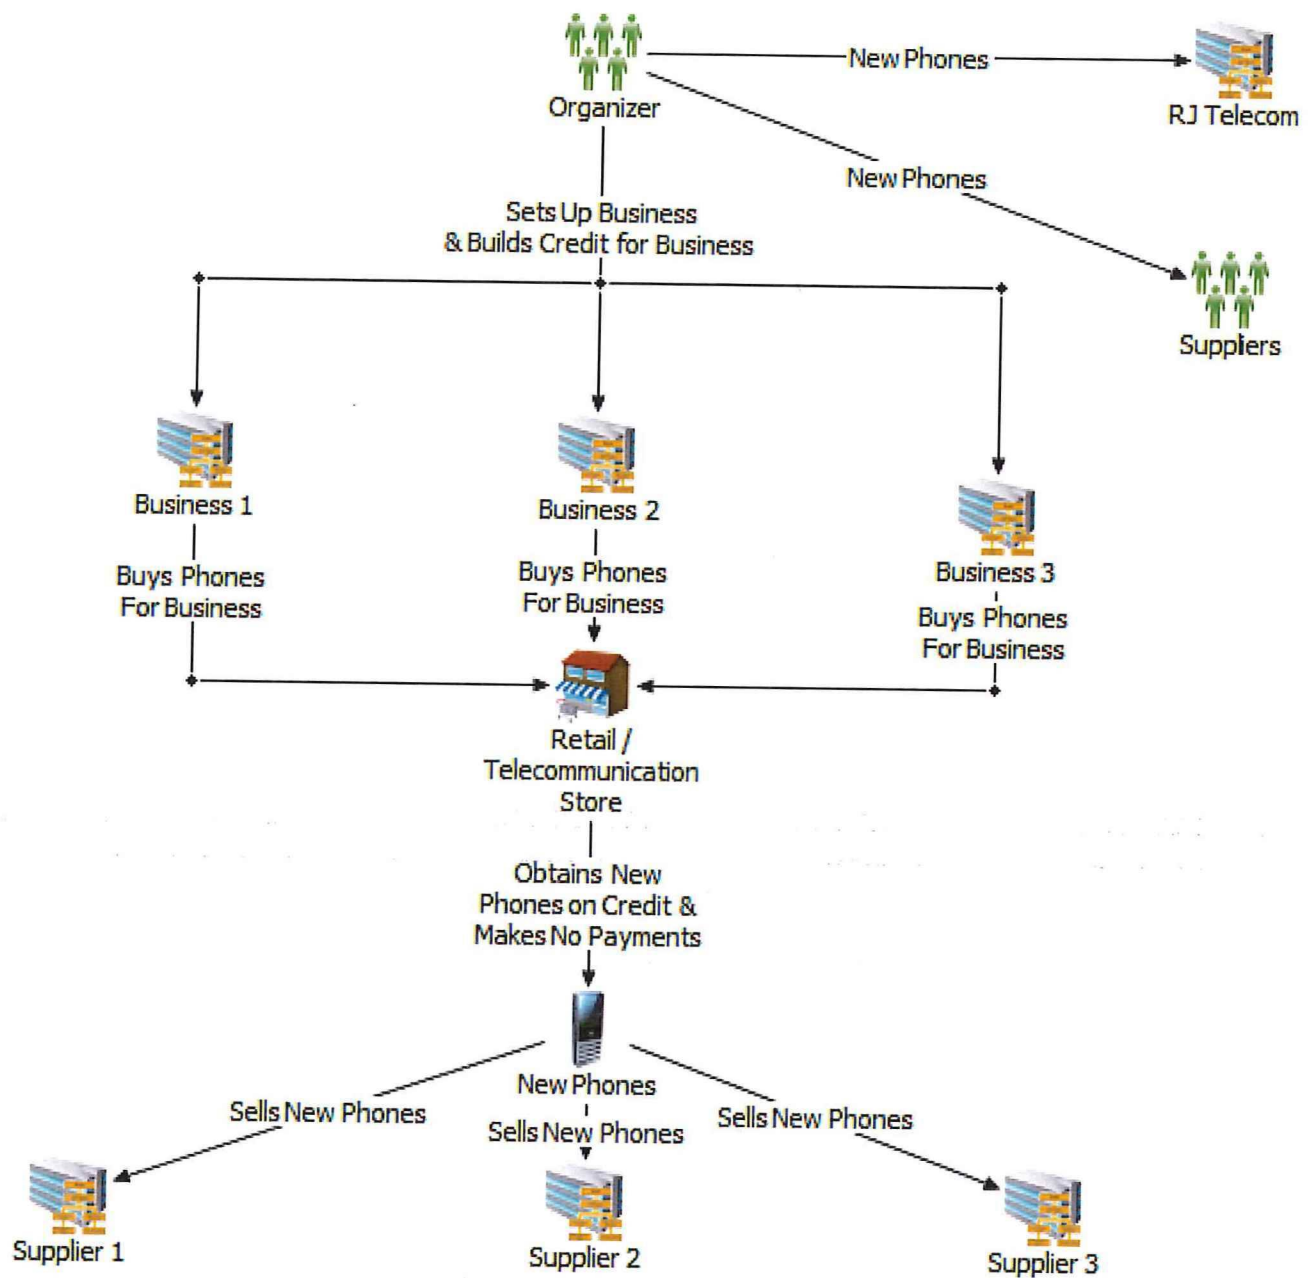 New Phones
Organizer
RJ Telecom
New Phones
Sets Up Business
& Builds Credit for Business
Suppliers
Business 1
Business 2
Business 3
Buys Phones
For Business
Buys Phones
For Business
Buys Phones
For Business
Retail /
Telecommunication
Store
Obtains New
Phones on Credit &
Makes No Payments
New Phones
Sells New Phones
Sells New Phones
Sells New Phones
Supplier 1
Supplier 2
Supplier 3